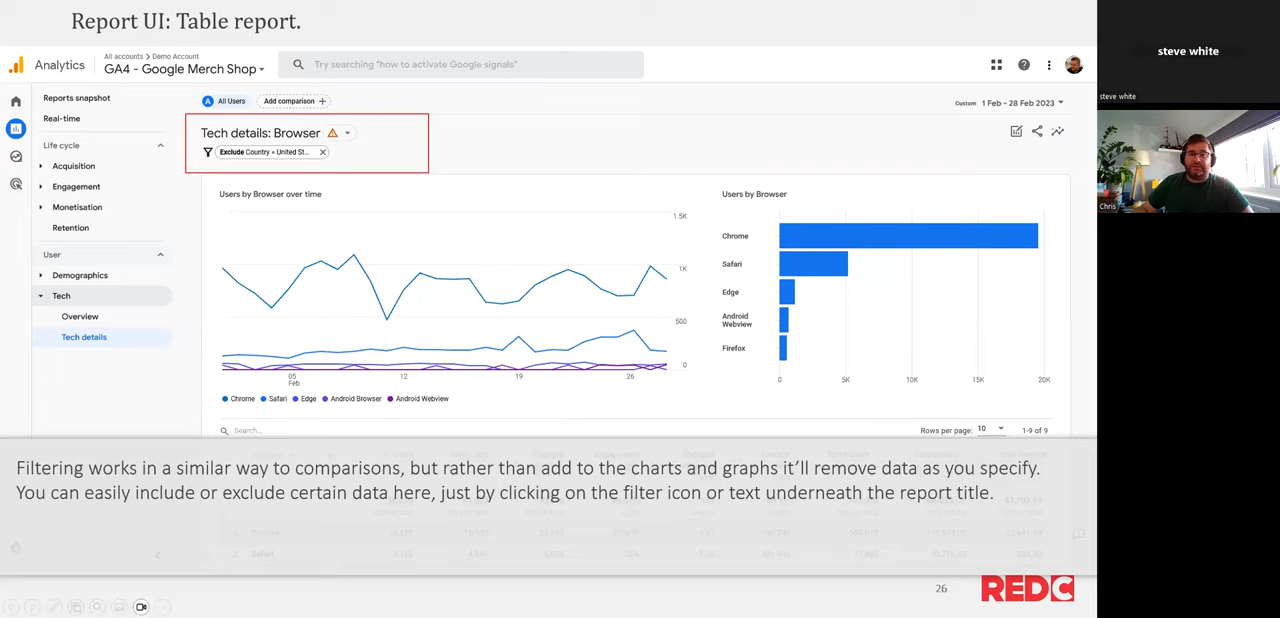 Report UI: Table report.
steve white
steve white
Chris
Analytics
All accounts > Demo Account
GA4 - Google Merch Shop
Try searching "how to activate Google signals"
Reports snapshot
Real-time
Life cycle
Acquisition
Engagement
Monetisation
Retention
User
Demographics
Tech
Overview
Tech details
A All Users
Add comparison +
Custom 1 Feb - 28 Feb 2023
Tech details: Browser
Exclude Country = United St...
Users by Browser over time
1.5K
1K
500
0
05
Feb
12
19
26
Chrome Safari Edge Android Browser Android Webview
Users by Browser
Chrome
Safari
Edge
Android
Webview
Firefox
0 5K 10K 15K 20K
Search...
Rows per page: 10 1-9 of 9
Filtering works in a similar way to comparisons, but rather than add to the charts and graphs it'll remove data as you specify.
You can easily include or exclude certain data here, just by clicking on the filter icon or text underneath the report title.
2 Safari
26
REDC